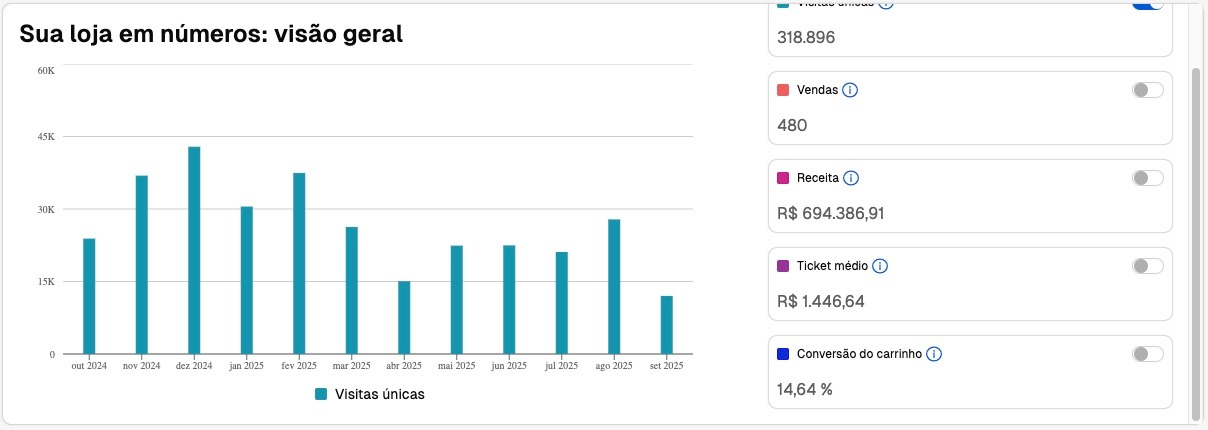 Sua loja em números: visão geral
60K
45K
30K
15K
0
out 2024 nov 2024 dez 2024 jan 2025 fev 2025 mar 2025 abr 2025 mai 2025 jun 2025 jul 2025 ago 2025 set 2025
Visitas únicas
Visitas únicas
318.896
Vendas
480
Receita
R$ 694.386,91
Ticket médio
R$ 1.446,64
Conversão do carrinho
14,64 %